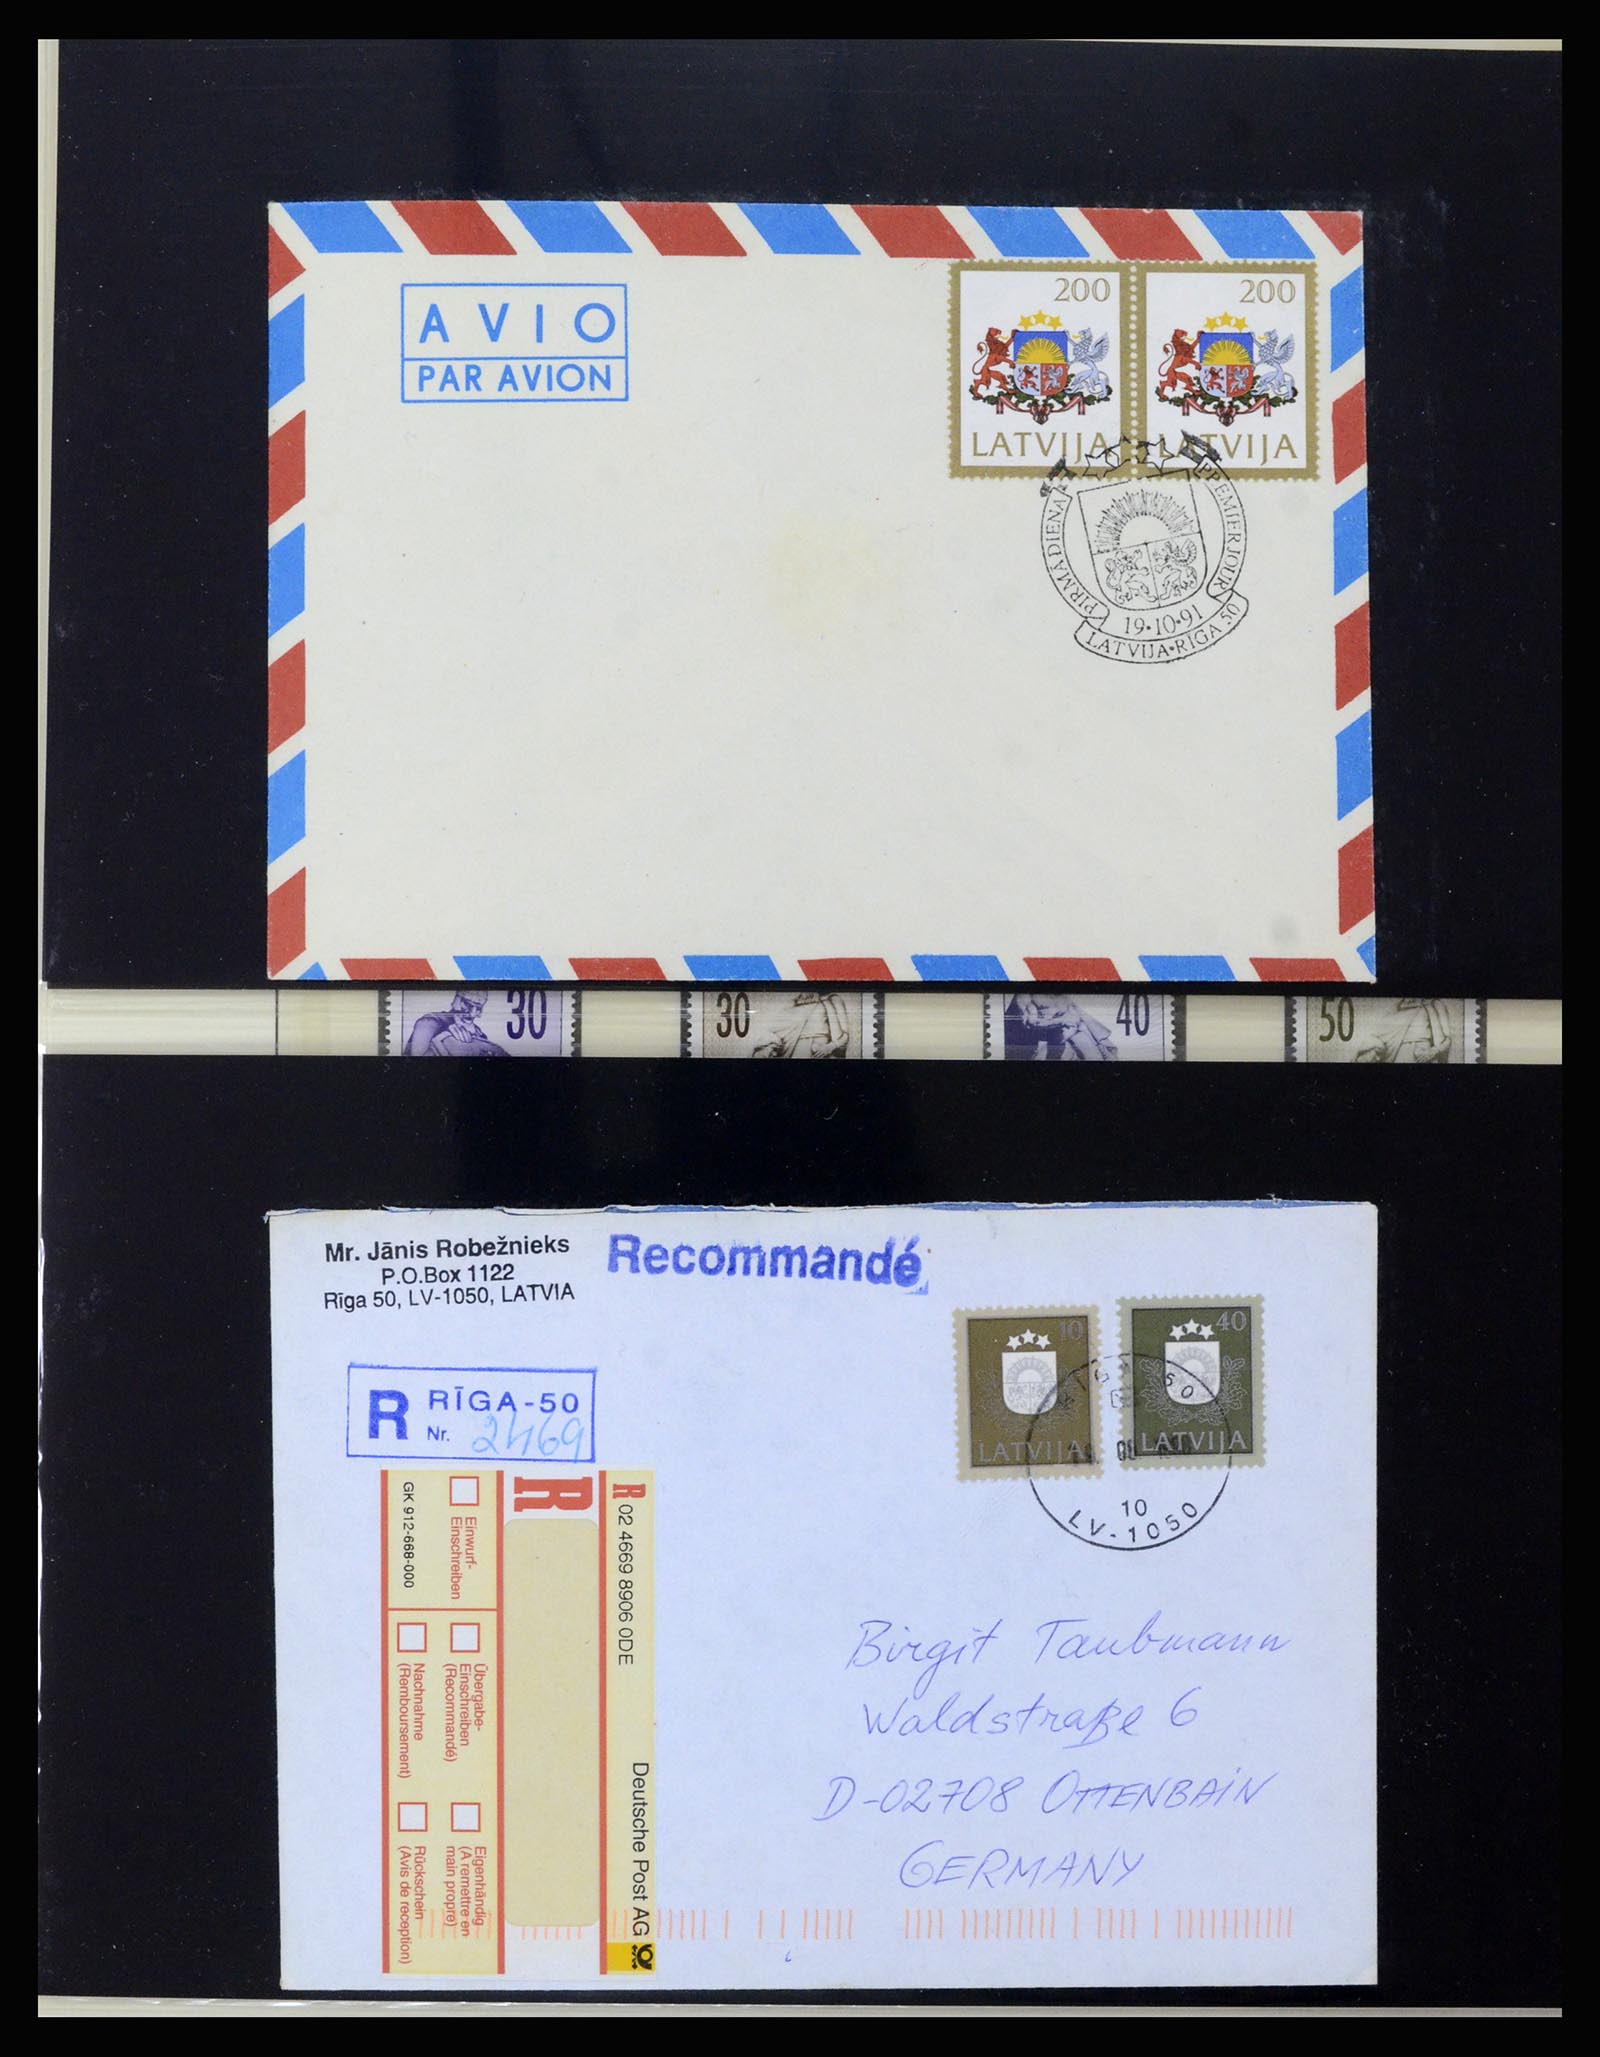 AVIO
PAR AVION
200
LATVIJA
200
LATVIJA
PIRMĀ DIENA
PREMIER JOUR
19•10•91
LATVIJA•RIGA 50
30
30
40
50
Mr. Jānis Robežnieks
P.O.Box 1122
Rīga 50, LV-1050, LATVIA
Recommandé
10
LATVIJA
40
LATVIJA
10
LV-1050
R RĪGA-50
Nr. 2469
R 02 4669 8906 0DE
Deutsche Post AG
R
Einwurf-
Einschreiben
Übergabe-
Einschreiben
(Recommandé)
Eigenhändig
(A remettre en
main propre)
GK 912-668-000
Nachnahme
(Remboursement)
Rückschein
(Avis de reception)
Birgit Taubmann
Waldstraße 6
D-02708 OTTENBAIN
GERMANY